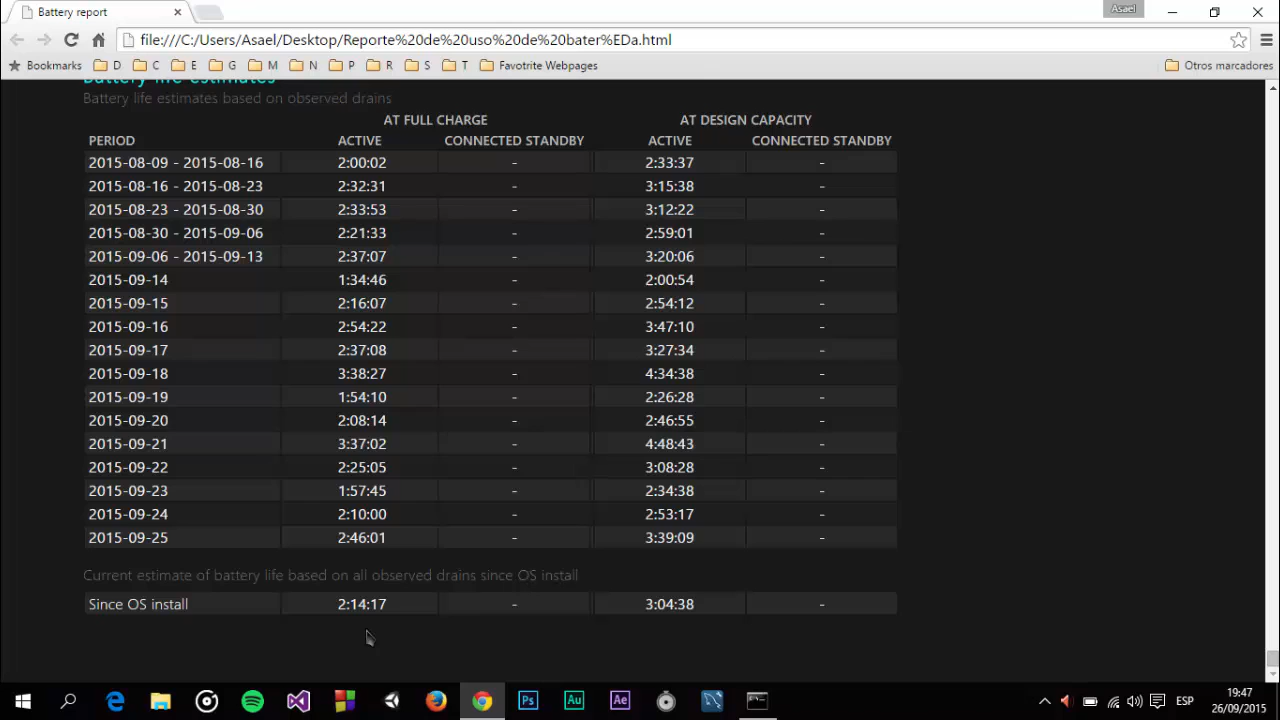 Battery report
Asael
file:///C:/Users/Asael/Desktop/Reporte%20de%20uso%20de%20bater%EDa.html
Bookmarks D C E G M N P R S T Favotrite Webpages Otros marcadores
Battery life estimates
Battery life estimates based on observed drains
AT FULL CHARGE AT DESIGN CAPACITY
PERIOD ACTIVE CONNECTED STANDBY ACTIVE CONNECTED STANDBY
2015-08-09 - 2015-08-16 2:00:02 - 2:33:37 -
2015-08-16 - 2015-08-23 2:32:31 - 3:15:38 -
2015-08-23 - 2015-08-30 2:33:53 - 3:12:22 -
2015-08-30 - 2015-09-06 2:21:33 - 2:59:01 -
2015-09-06 - 2015-09-13 2:37:07 - 3:20:06 -
2015-09-14 1:34:46 - 2:00:54 -
2015-09-15 2:16:07 - 2:54:12 -
2015-09-16 2:54:22 - 3:47:10 -
2015-09-17 2:37:08 - 3:27:34 -
2015-09-18 3:38:27 - 4:34:38 -
2015-09-19 1:54:10 - 2:26:28 -
2015-09-20 2:08:14 - 2:46:55 -
2015-09-21 3:37:02 - 4:48:43 -
2015-09-22 2:25:05 - 3:08:28 -
2015-09-23 1:57:45 - 2:34:38 -
2015-09-24 2:10:00 - 2:53:17 -
2015-09-25 2:46:01 - 3:39:09 -
Current estimate of battery life based on all observed drains since OS install
Since OS install 2:14:17 - 3:04:38 -
Ps Au Ae ESP 19:47
26/09/2015